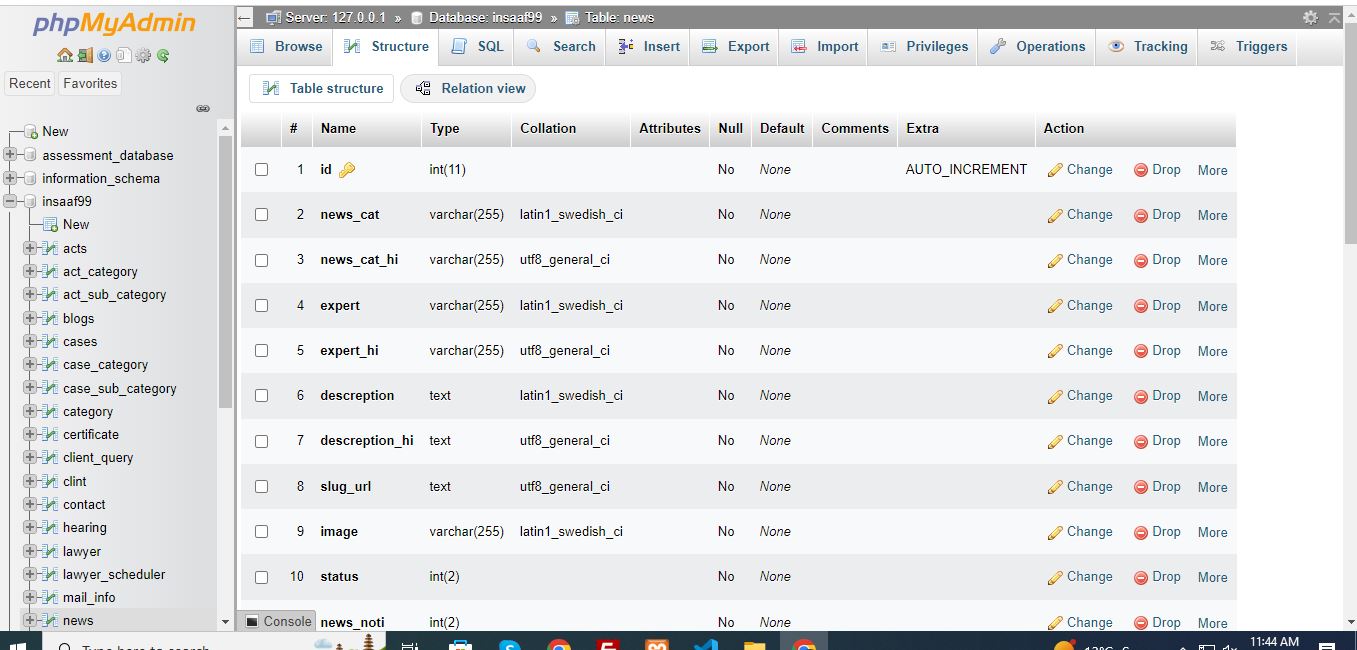 phpMyAdmin
Recent Favorites
New
assessment_database
information_schema
insaaf99
New
acts
act_category
act_sub_category
blogs
cases
case_category
case_sub_category
category
certificate
client_query
clint
contact
hearing
lawyer
lawyer_scheduler
mail_info
news
Server: 127.0.0.1 » Database: insaaf99 » Table: news
Browse Structure SQL Search Insert Export Import Privileges Operations Tracking Triggers
Table structure Relation view
# Name Type Collation Attributes Null Default Comments Extra Action
1 id int(11) No None AUTO_INCREMENT Change Drop More
2 news_cat varchar(255) latin1_swedish_ci No None Change Drop More
3 news_cat_hi varchar(255) utf8_general_ci No None Change Drop More
4 expert varchar(255) latin1_swedish_ci No None Change Drop More
5 expert_hi varchar(255) utf8_general_ci No None Change Drop More
6 descreption text latin1_swedish_ci No None Change Drop More
7 descreption_hi text utf8_general_ci No None Change Drop More
8 slug_url text utf8_general_ci No None Change Drop More
9 image varchar(255) latin1_swedish_ci No None Change Drop More
10 status int(2) No None Change Drop More
Console news_noti int(2) No None Change Drop More
Type here to search
11:44 AM